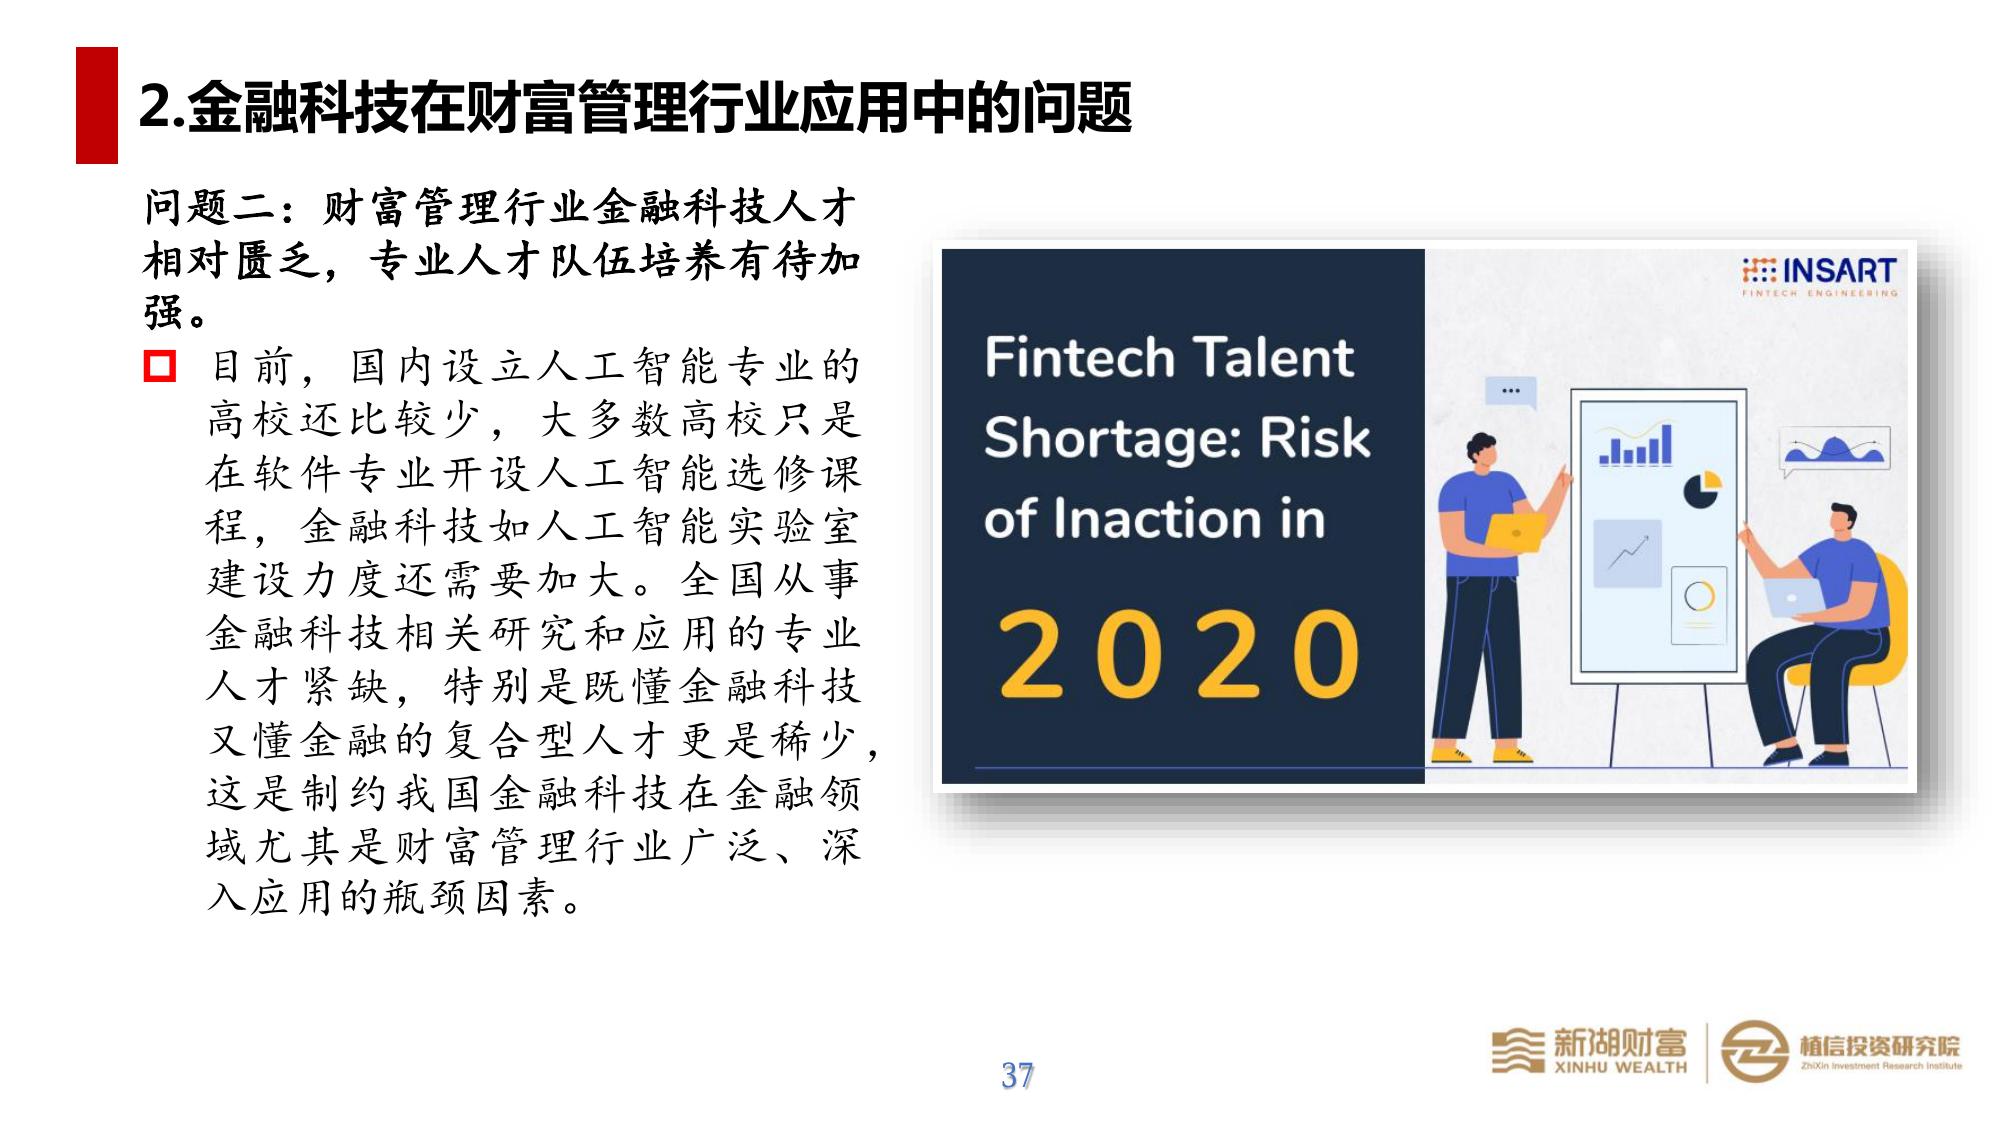 2.金融科技在财富管理行业应用中的问题
问题二：财富管理行业金融科技人才
相对匮乏，专业人才队伍培养有待加
强。
目前，国内设立人工智能专业的
高校还比较少，大多数高校只是
在软件专业开设人工智能选修课
程，金融科技如人工智能实验室
建设力度还需要加大。全国从事
金融科技相关研究和应用的专业
人才紧缺，特别是既懂金融科技
又懂金融的复合型人才更是稀少，
这是制约我国金融科技在金融领
域尤其是财富管理行业广泛、深
入应用的瓶颈因素。
INSART
FINTECH ENGINEERING
Fintech Talent
Shortage: Risk
of Inaction in
2020
37
新湖财富
XINHU WEALTH
植信投资研究院
ZhiXin Investment Research Institute